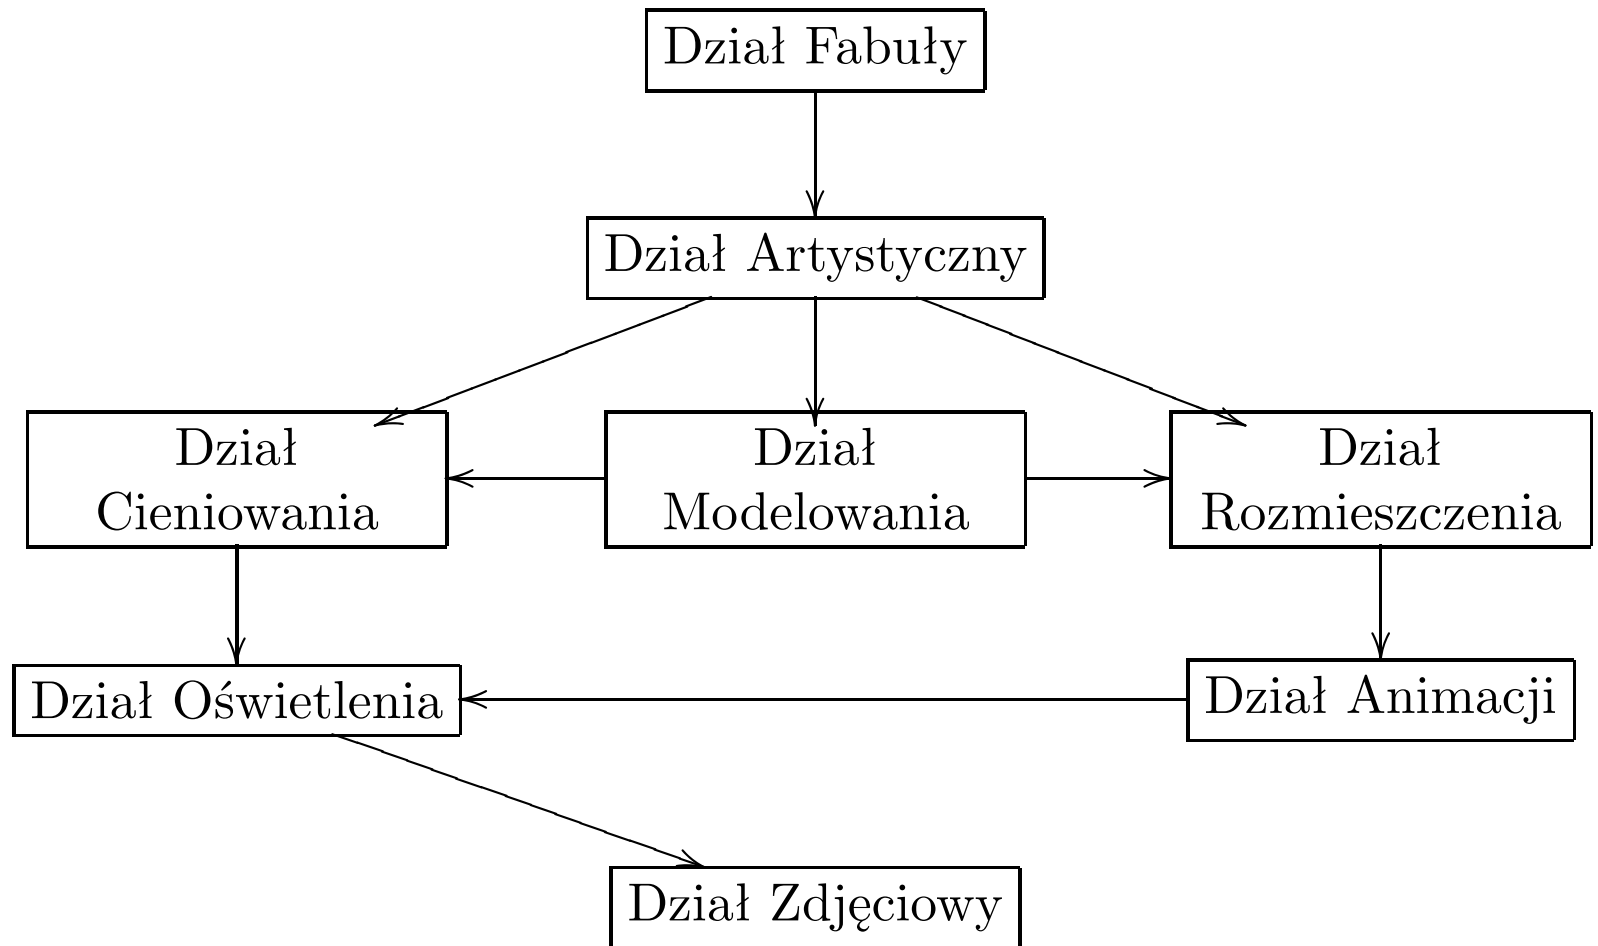 Dział Fabuły
Dział Artystyczny
Dział
Cieniowania
Dział
Modelowania
Dział
Rozmieszczenia
Dział Oświetlenia
Dział Animacji
Dział Zdjęciowy